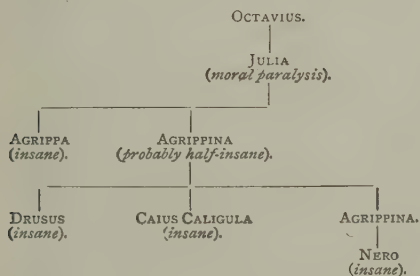 OCTAVIUS.
JULIA
(moral paralysis).
AGRIPPA AGRIPPINA
(insane). (probably half-insane).
DRUSUS CAIUS CALIGULA AGRIPPINA.
(insane). (insane).
NERO
(insane).